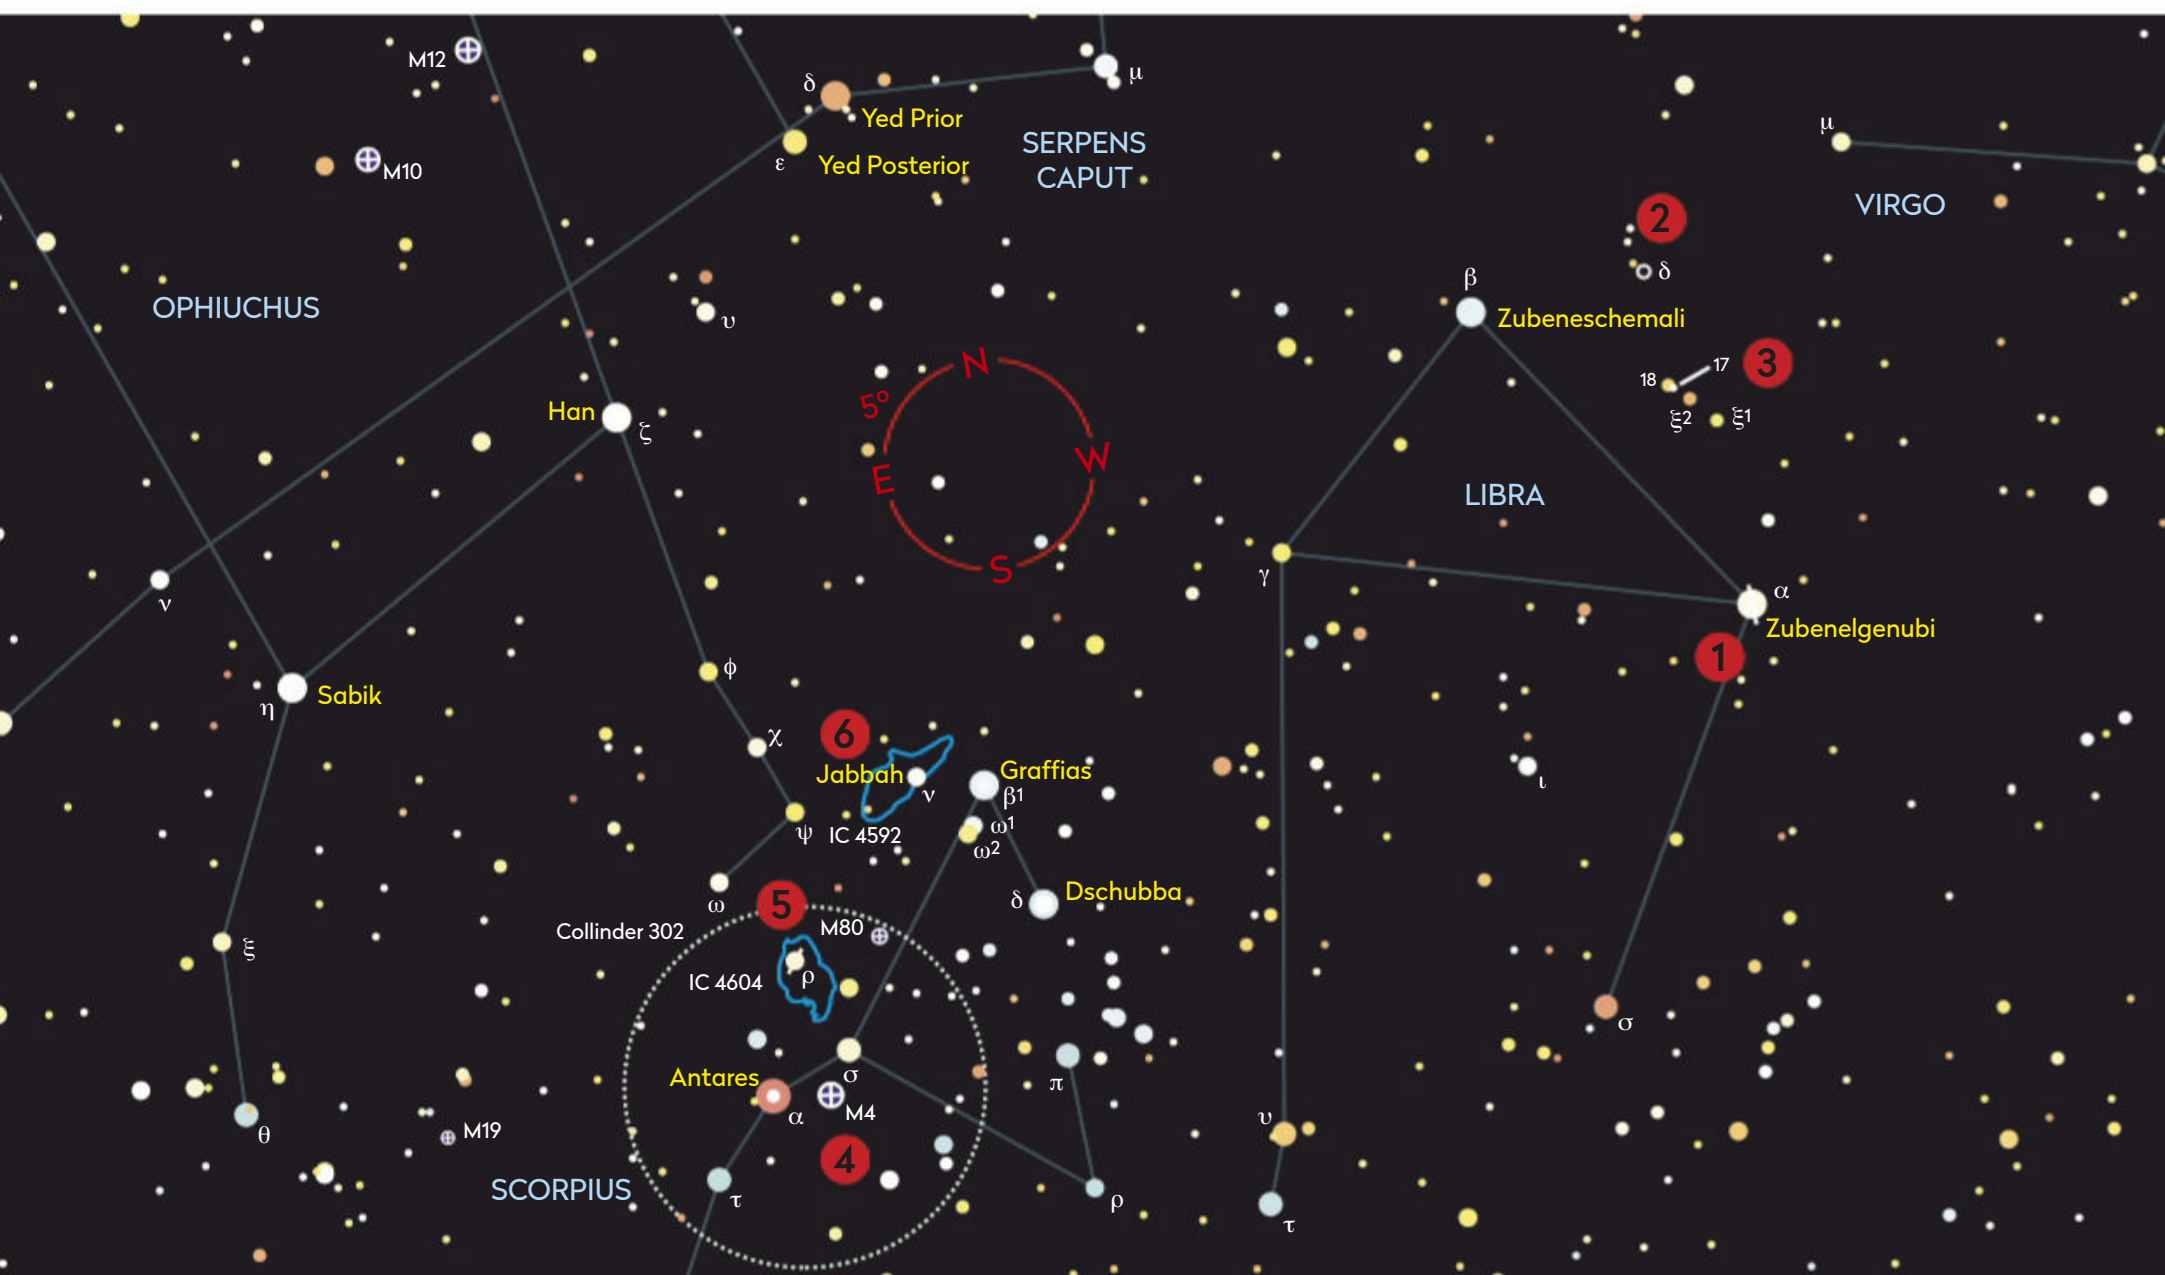 M12
δ
μ
Yed Prior
μ
SERPENS
CAPUT
ε
Yed Posterior
M10
VIRGO
2
δ
β
OPHIUCHUS
υ
Zubeneschemali
N
3
17
18
5°
Han
ζ
ξ2
ξ1
W
E
LIBRA
S
γ
α
ν
Zubenelgenubi
1
φ
Sabik
η
χ
6
Jabbah
Graffias
ν
β1
ι
ψ
IC 4592
ω1
ω2
Dschubba
δ
ω
5
M80
Collinder 302
ξ
IC 4604
ρ
σ
Antares
σ
π
α
M4
υ
θ
M19
4
SCORPIUS
τ
ρ
τ